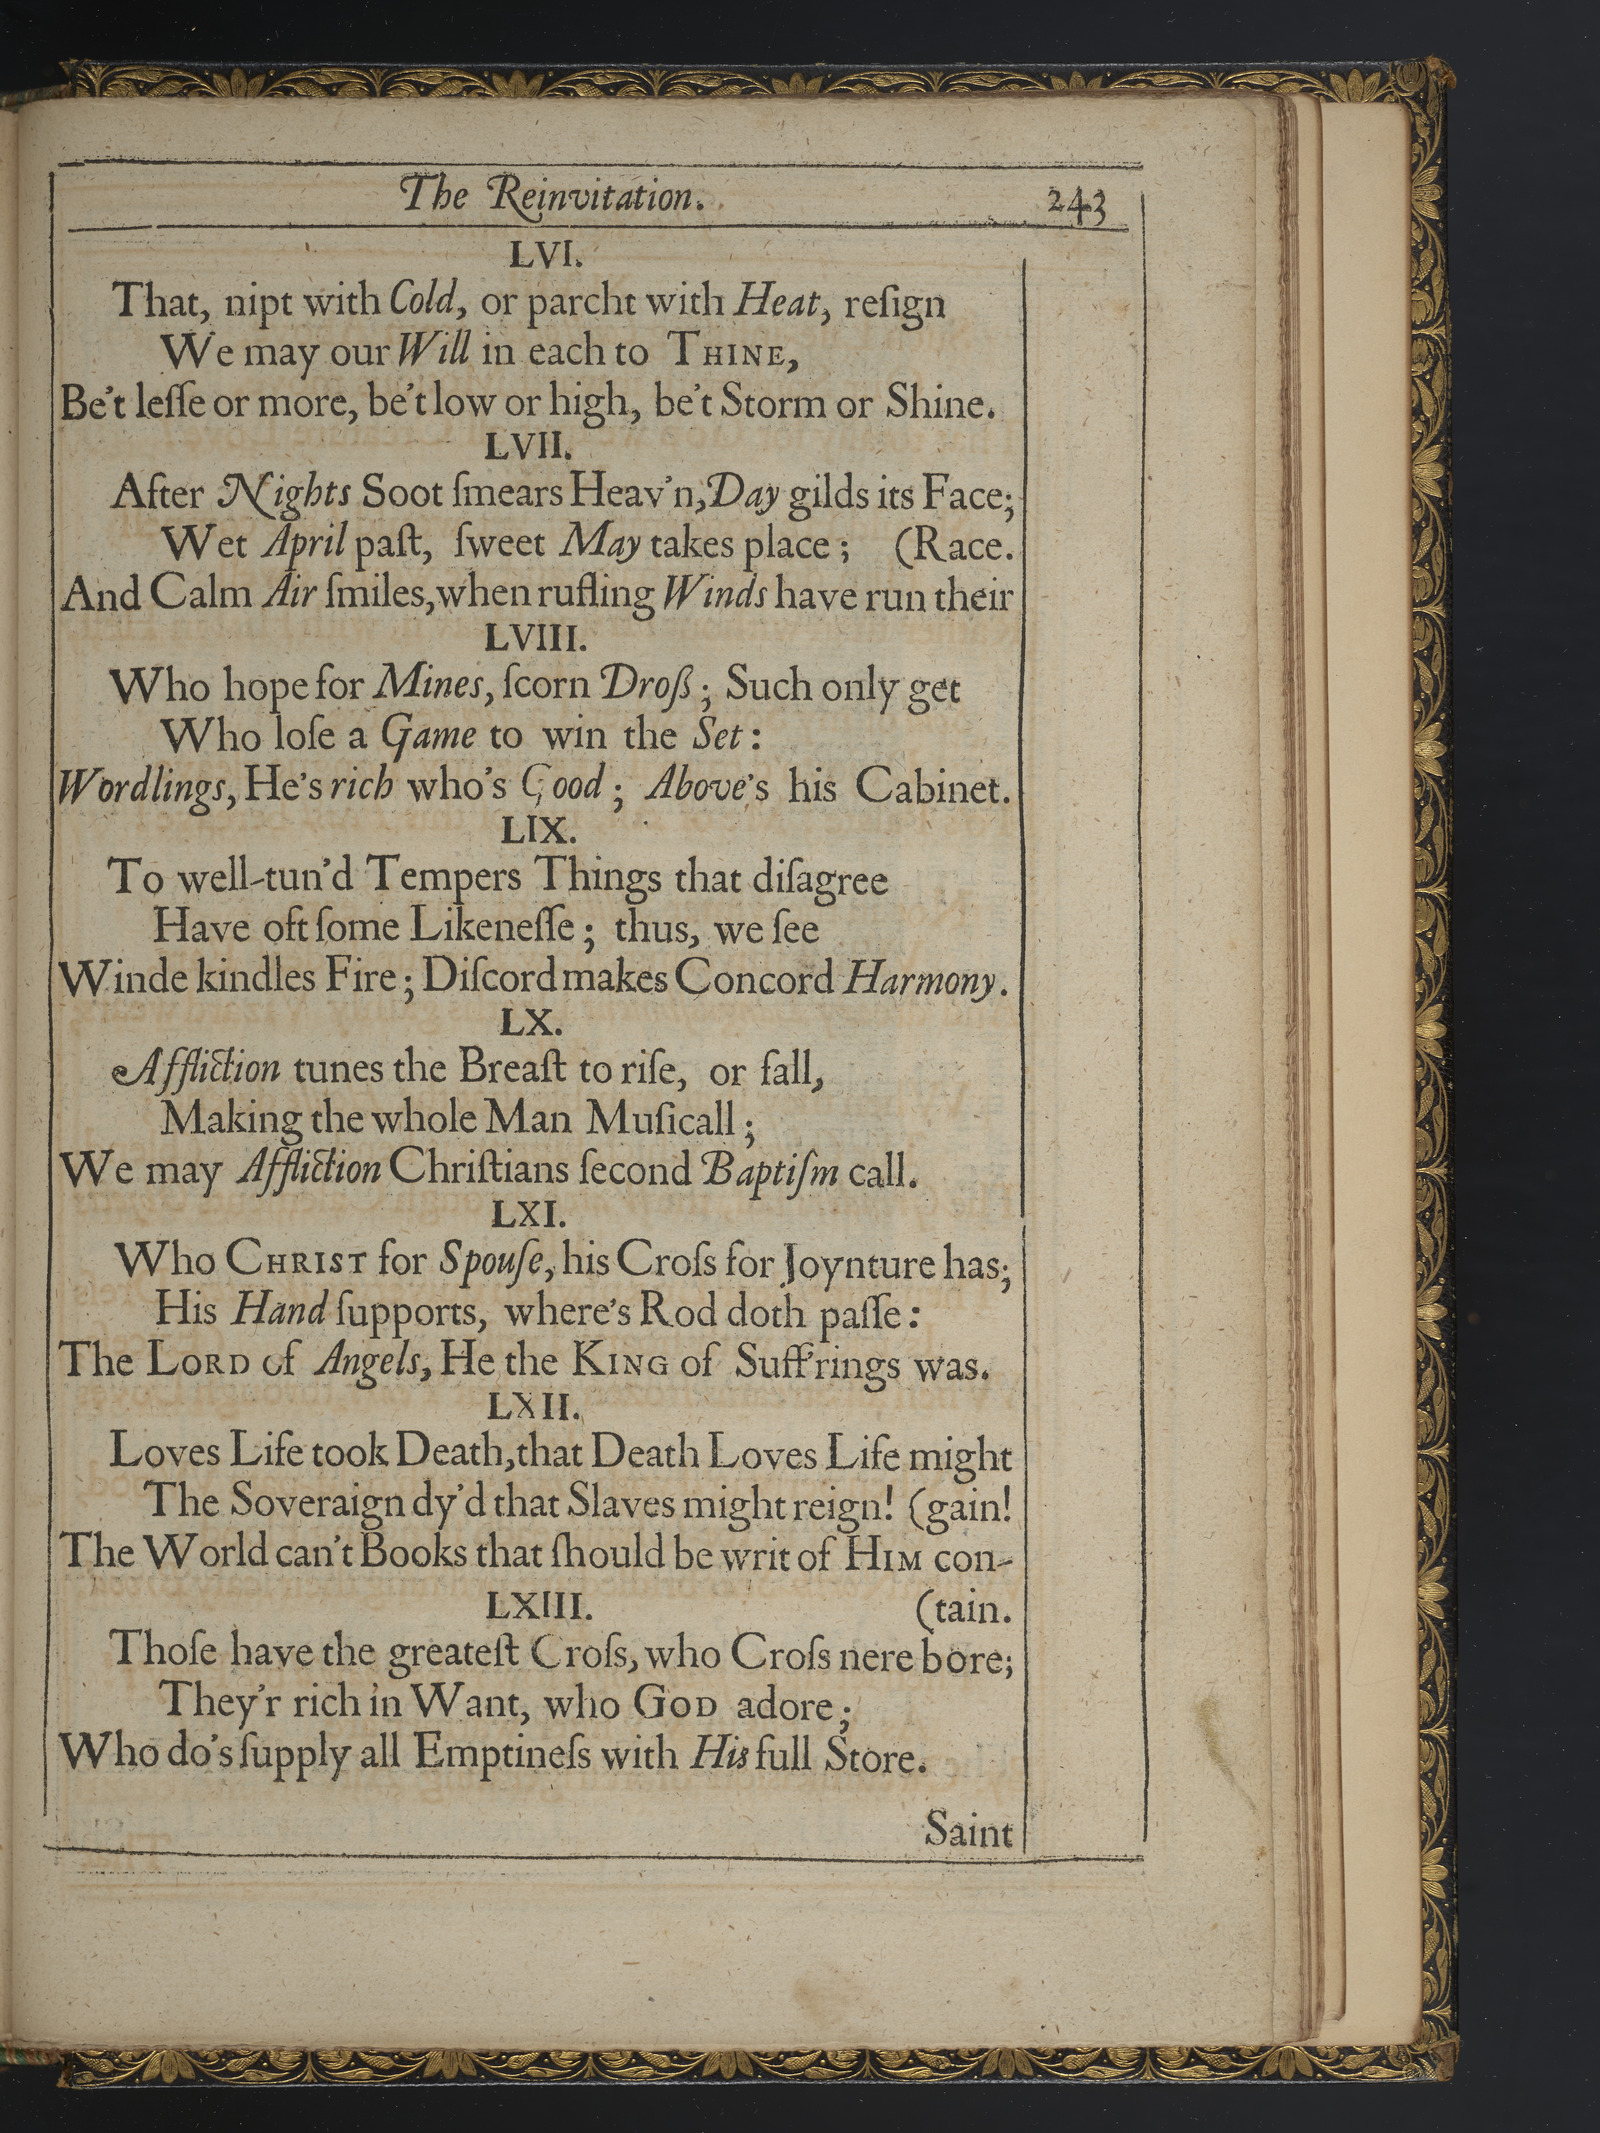 The Reinvitation. 243
LVI.
That, nipt with Cold, or parcht with Heat, reſign
We may our Will in each to THINE,
Be't leſſe or more, be't low or high, be't Storm or Shine.
LVII.
After Nights Soot ſmears Heav'n, Day gilds its Face;
Wet April paſt, ſweet May takes place; (Race.
And Calm Air ſmiles, when rufling Winds have run their
LVIII.
Who hope for Mines, ſcorn Droß; Such only get
Who loſe a Game to win the Set:
Wordlings, He's rich who's Good; Above's his Cabinet.
LIX.
To well-tun'd Tempers Things that diſagree
Have oft ſome Likeneſſe; thus, we ſee
Winde kindles Fire; Diſcord makes Concord Harmony.
LX.
Affliction tunes the Breaſt to riſe, or fall,
Making the whole Man Muſicall;
We may Affliction Chriſtians ſecond Baptiſm call.
LXI.
Who CHRIST for Spouſe, his Croſs for Joynture has;
His Hand ſupports, where's Rod doth paſſe:
The LORD of Angels, He the KING of Suff'rings was.
LXII.
Loves Life took Death, that Death Loves Life might
The Soveraign dy'd that Slaves might reign! (gain!
The World can't Books that ſhould be writ of HIM con-
LXIII. (tain.
Thoſe have the greateſt Croſs, who Croſs nere bore;
They'r rich in Want, who GOD adore;
Who do's ſupply all Emptineſs with His full Store.
Saint